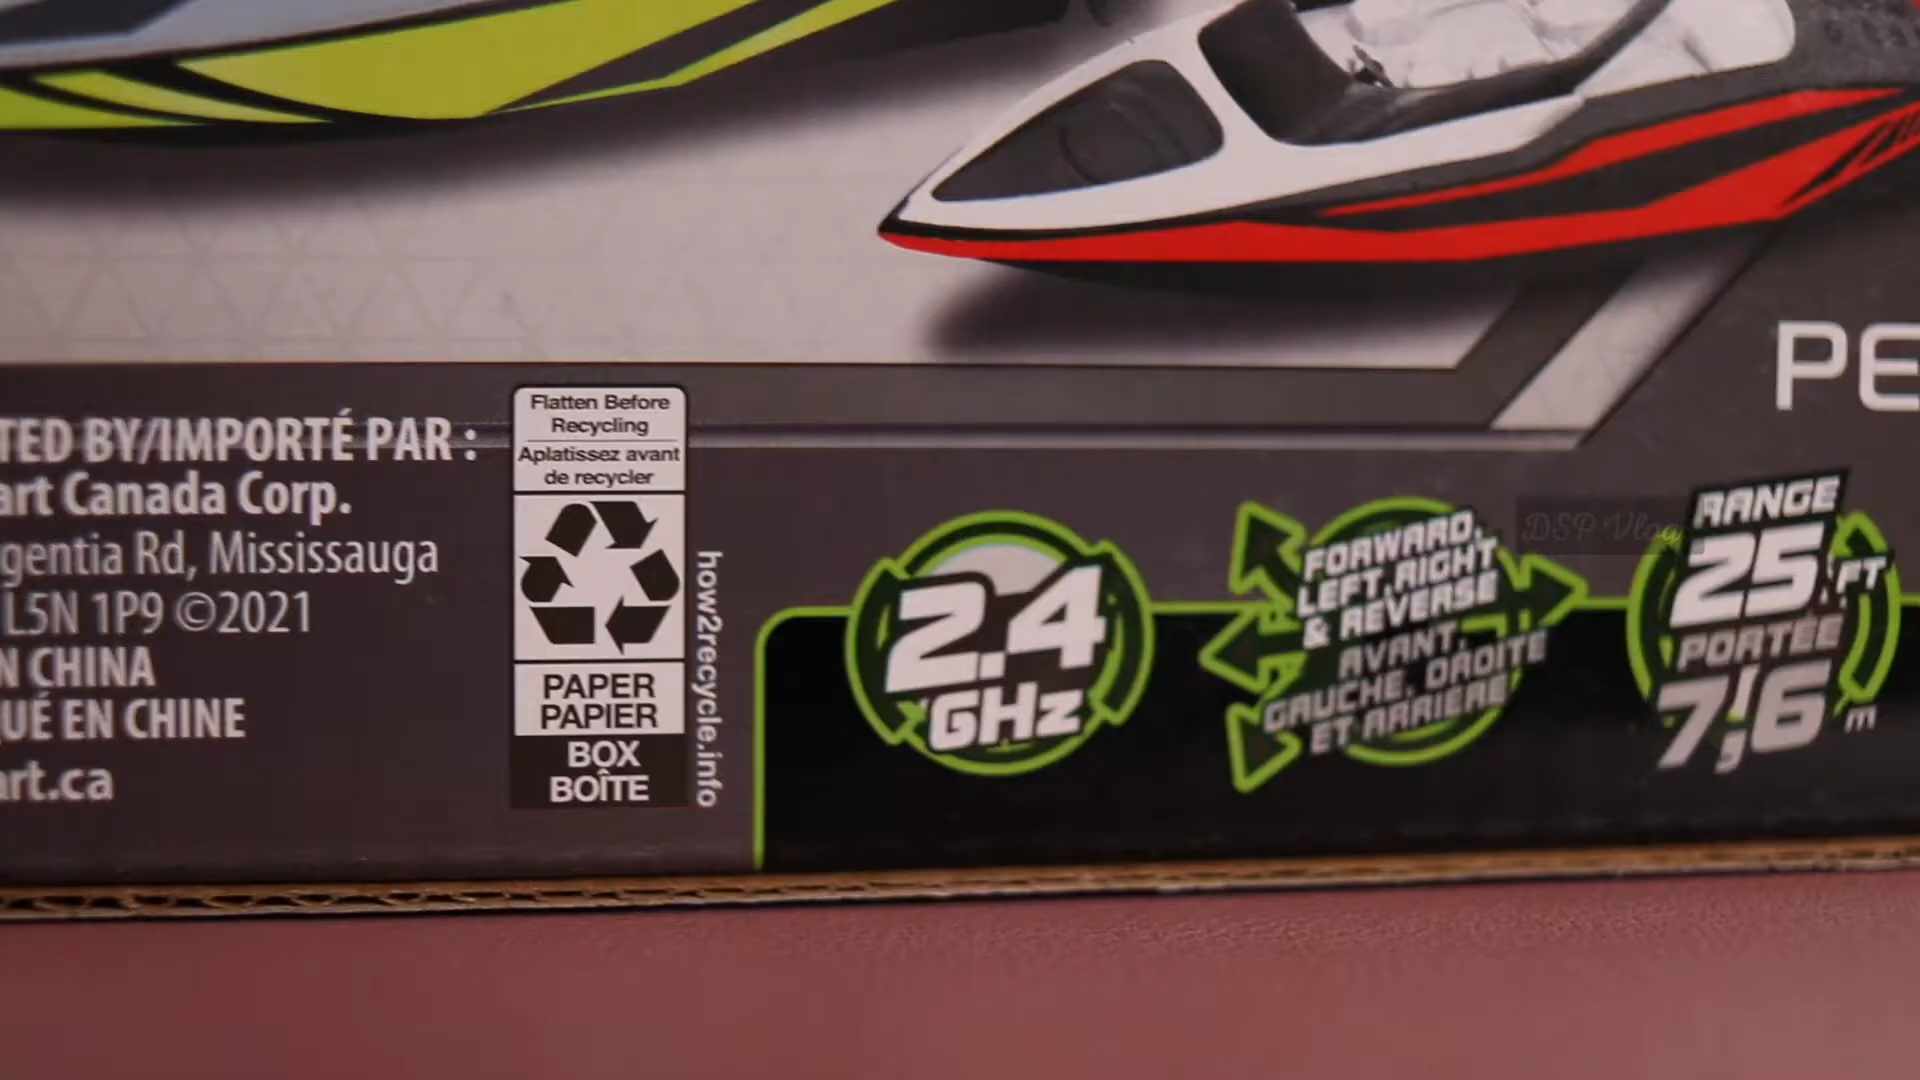 TED BY/IMPORTÉ PAR :
art Canada Corp.
gentia Rd, Mississauga
L5N 1P9 ©2021
N CHINA
UÉ EN CHINE
art.ca
Flatten Before
Recycling
Aplatissez avant
de recycler
PAPER
PAPIER
BOX
BOÎTE
how2recycle.info
2.4
GHz
FORWARD,
LEFT, RIGHT
& REVERSE
AVANT,
GAUCHE, DROITE
ET ARRIÈRE
DSP Vlog
RANGE
25 FT
PORTÉE
7,6 m
PE